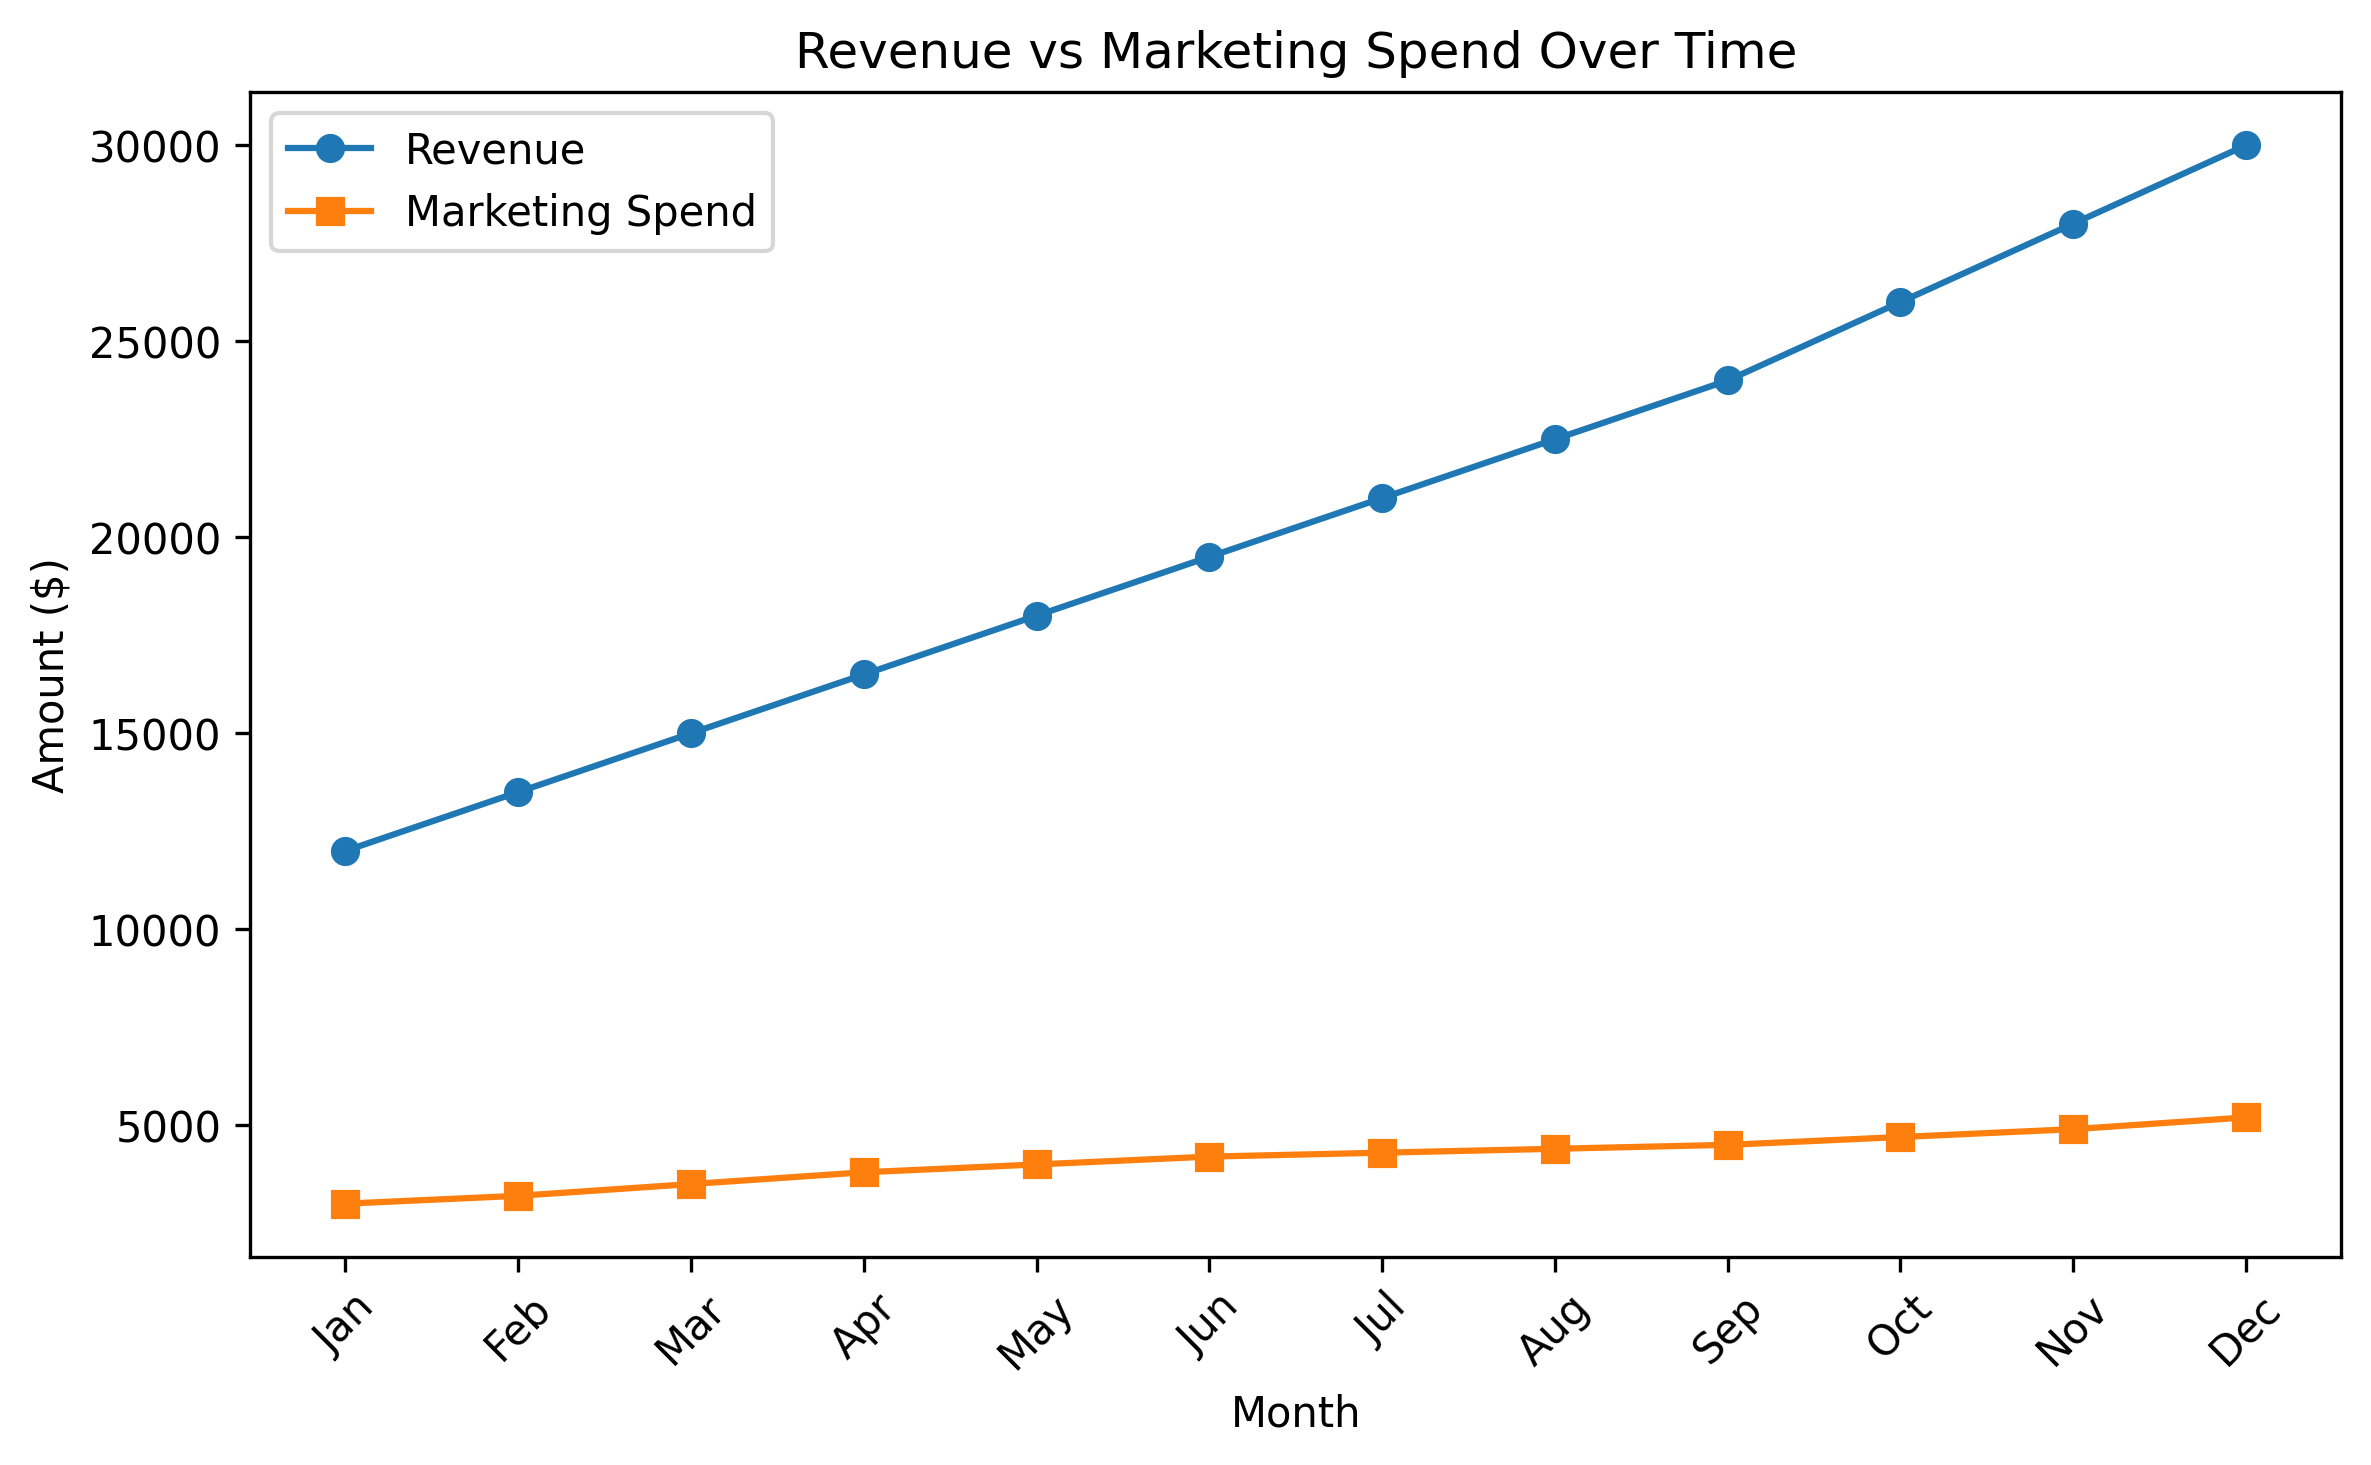 Revenue vs Marketing Spend Over Time
Revenue
Marketing Spend
30000
25000
20000
15000
10000
5000
Amount ($)
Jan
Feb
Mar
Apr
May
Jun
Jul
Aug
Sep
Oct
Nov
Dec
Month